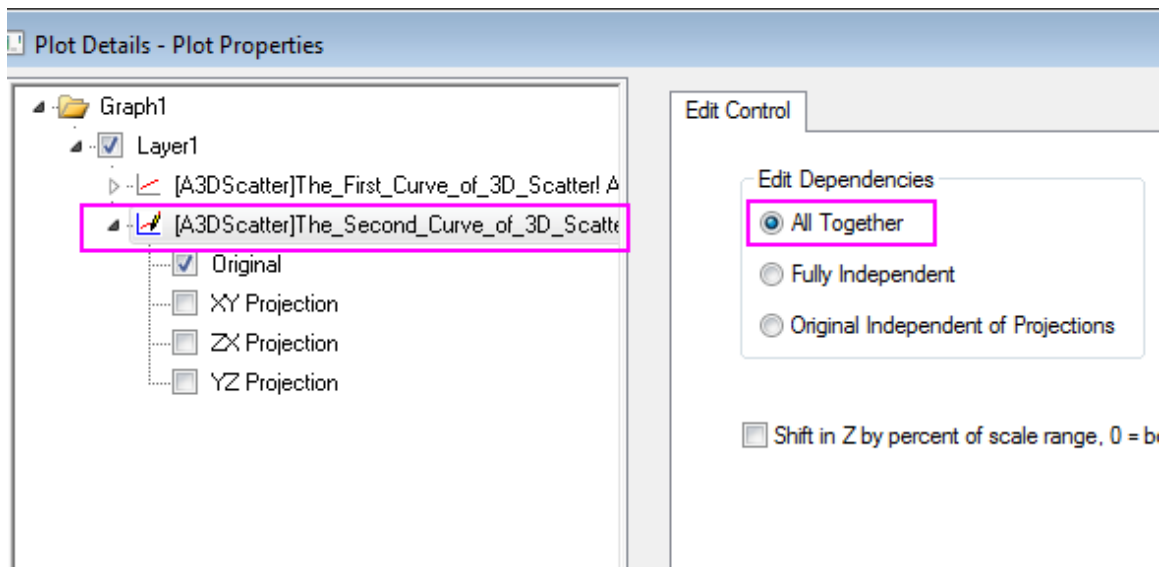 Plot Details - Plot Properties
Graph1
Layer1
[A3DScatter]The_First_Curve_of_3D_Scatter! A
[A3DScatter]The_Second_Curve_of_3D_Scatte
Original
XY Projection
ZX Projection
YZ Projection
Edit Control
Edit Dependencies
All Together
Fully Independent
Original Independent of Projections
Shift in Z by percent of scale range, 0 = b